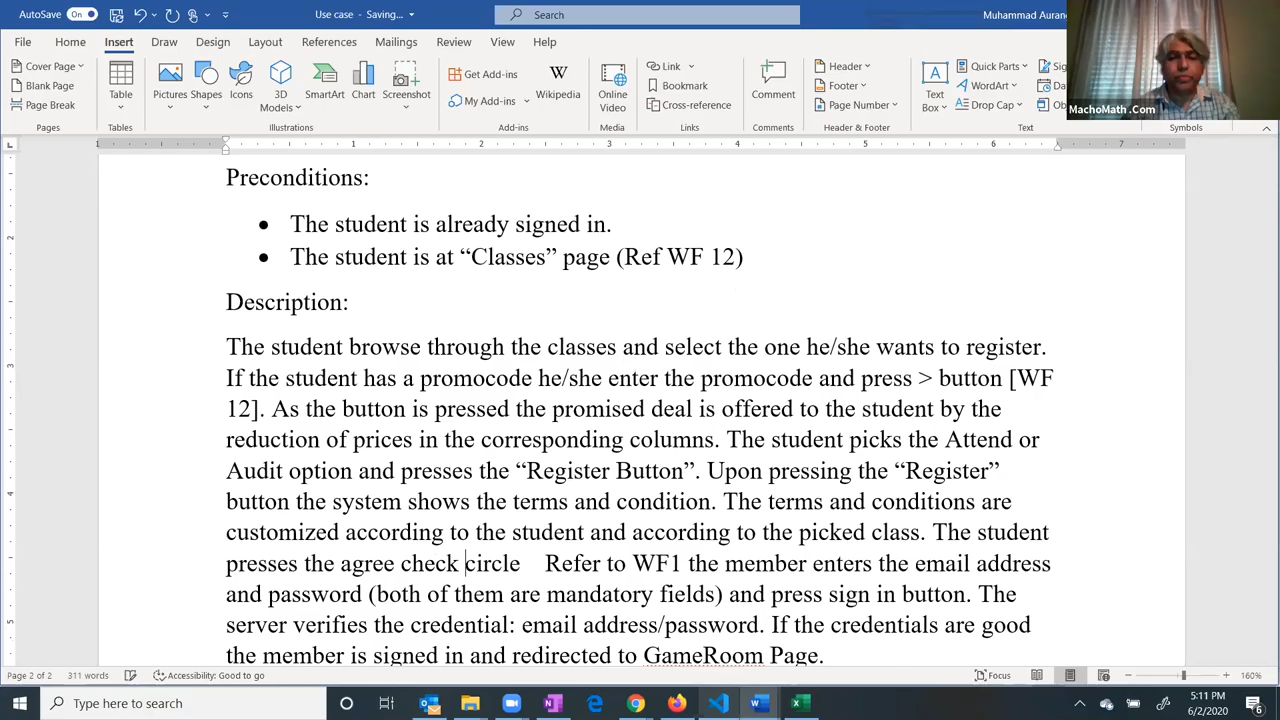 AutoSave On Use case - Saving... Search Muhammad Aurang
File Home Insert Draw Design Layout References Mailings Review View Help
Cover Page
Blank Page
Page Break
Pages
Table
Tables
Pictures Shapes Icons 3D Models SmartArt Chart Screenshot
Illustrations
Get Add-ins
My Add-ins
Wikipedia
Add-ins
Online Video
Media
Link
Bookmark
Cross-reference
Links
Comment
Comments
Header
Footer
Page Number
Header & Footer
Text Box
Quick Parts
WordArt
Drop Cap
Text
Symbols
MachoMath .Com
1 1 2 3 4 5 6 7
Preconditions:
• The student is already signed in.
• The student is at “Classes” page (Ref WF 12)
Description:
The student browse through the classes and select the one he/she wants to register.
If the student has a promocode he/she enter the promocode and press > button [WF
12]. As the button is pressed the promised deal is offered to the student by the
reduction of prices in the corresponding columns. The student picks the Attend or
Audit option and presses the “Register Button”. Upon pressing the “Register”
button the system shows the terms and condition. The terms and conditions are
customized according to the student and according to the picked class. The student
presses the agree check circle Refer to WF1 the member enters the email address
and password (both of them are mandatory fields) and press sign in button. The
server verifies the credential: email address/password. If the credentials are good
the member is signed in and redirected to GameRoom Page.
Page 2 of 2 311 words Accessibility: Good to go Focus 160%
Type here to search 5:11 PM
6/2/2020 6